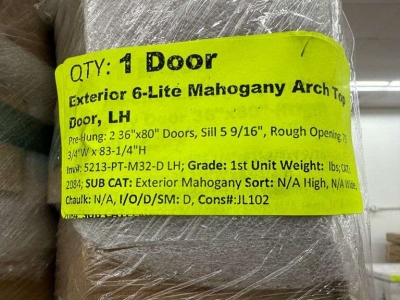 QTY: 1 Door
Exterior 6-Lite Mahogany Arch Top
Door, LH
Pre-Hung: 2 36"x80" Doors, Sill 5 9/16", Rough Opening
3/4"W x 83-1/4"H
Inv#: 5213-PT-M32-D LH; Grade: 1st Unit Weight: lbs; CAT:
2084; SUB CAT: Exterior Mahogany Sort: N/A High, N/A Wide,
Chaulk: N/A, I/O/D/SM: D, Cons#:JL102